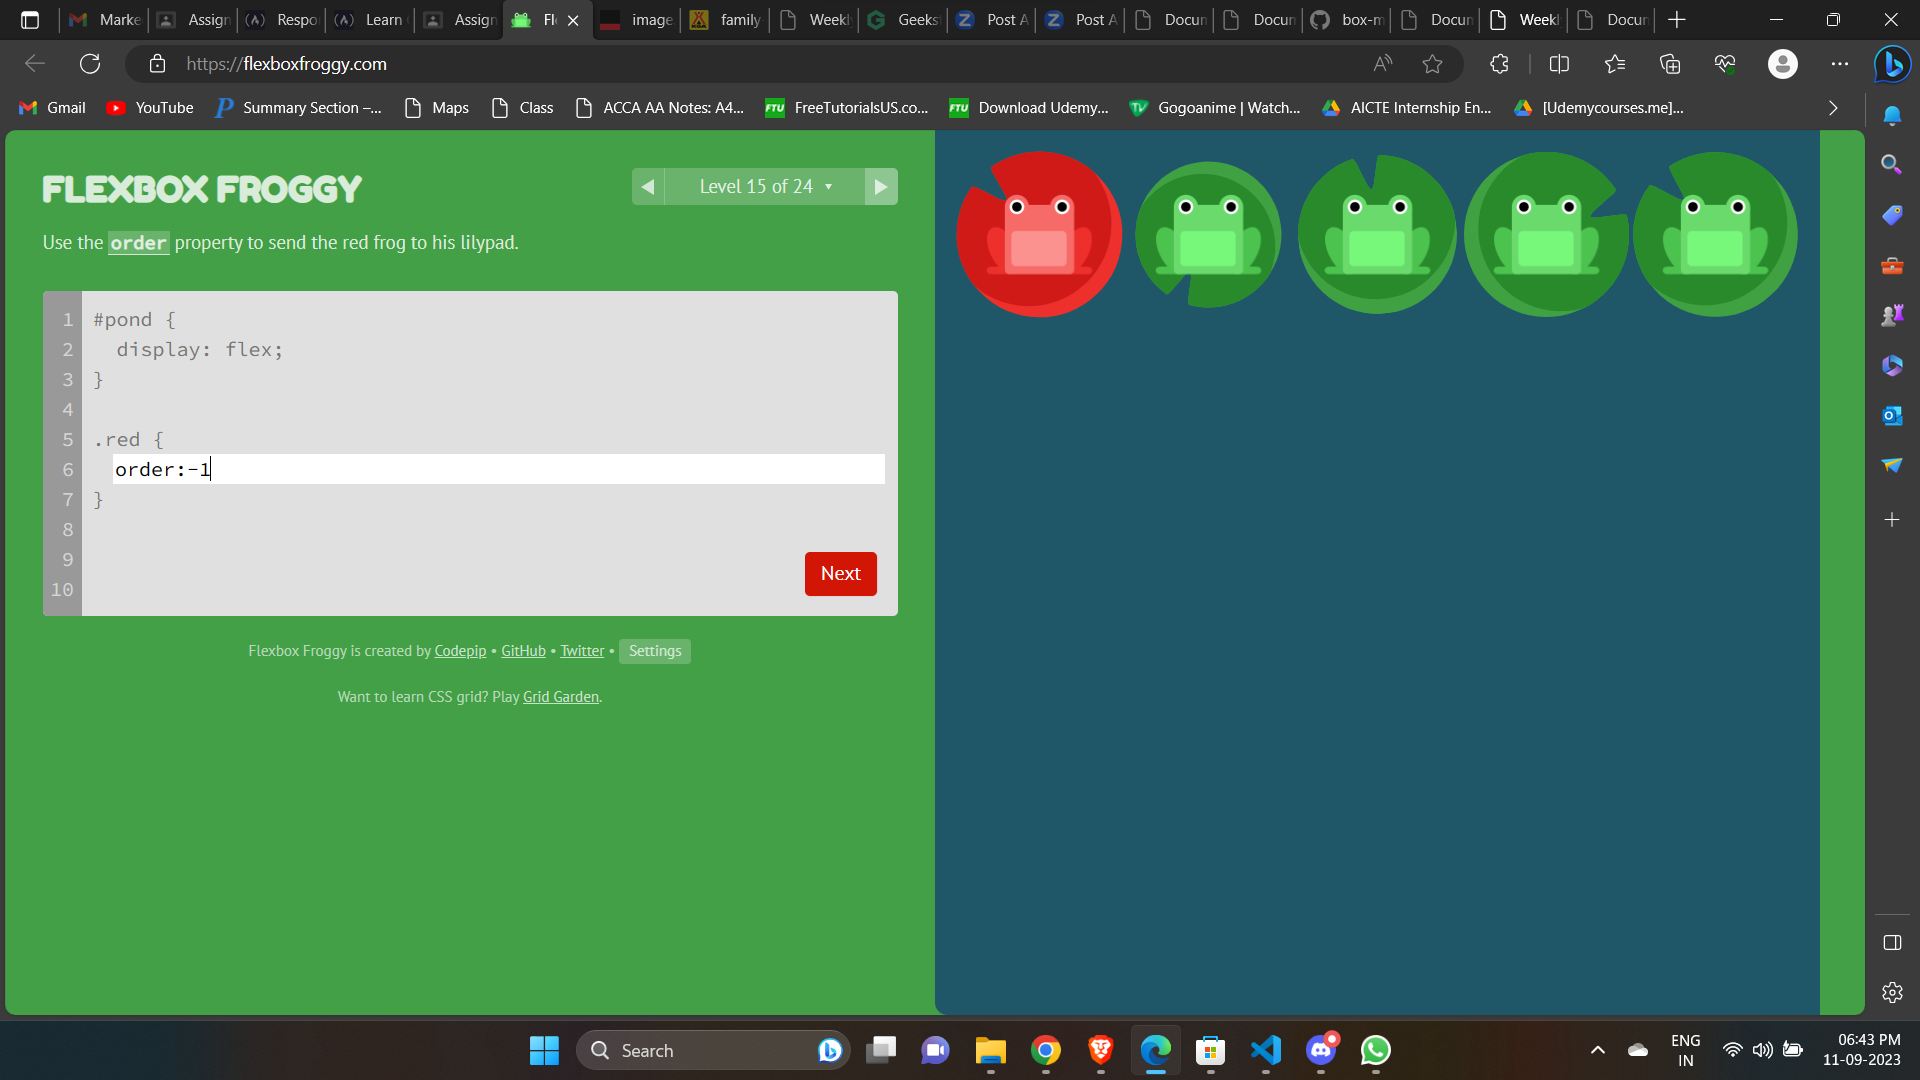 Marke
Assign
Respo
Learn
Assign
Fl
image
family
Weekl
Geekst
Post A
Post A
Docun
Docun
box-m
Docun
Weekl
Docun
https://flexboxfroggy.com
Gmail
YouTube
Summary Section –...
Maps
Class
ACCA AA Notes: A4...
FTU
FreeTutorialsUS.co...
FTU
Download Udemy...
Gogoanime | Watch...
AICTE Internship En...
[Udemycourses.me]...
FLEXBOX FROGGY
Level 15 of 24
Use the order property to send the red frog to his lilypad.
1 #pond {
2 display: flex;
3 }
4
5 .red {
6 order:-1
7 }
8
9
10
Next
Flexbox Froggy is created by Codepip • GitHub • Twitter • Settings
Want to learn CSS grid? Play Grid Garden.
Search
ENG
IN
06:43 PM
11-09-2023